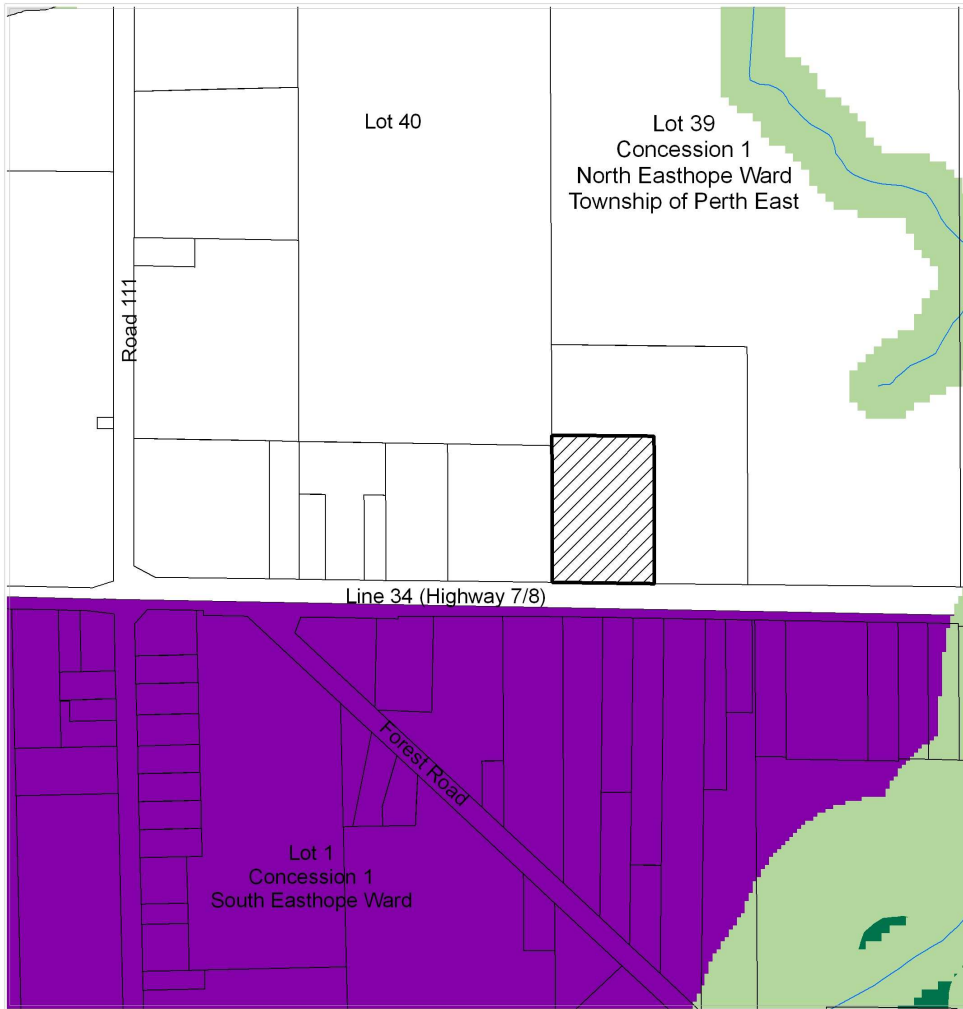 Lot 40
Lot 39
Concession 1
North Easthope Ward
Township of Perth East
Road 111
Line 34 (Highway 7/8)
Forest Road
Lot 1
Concession 1
South Easthope Ward